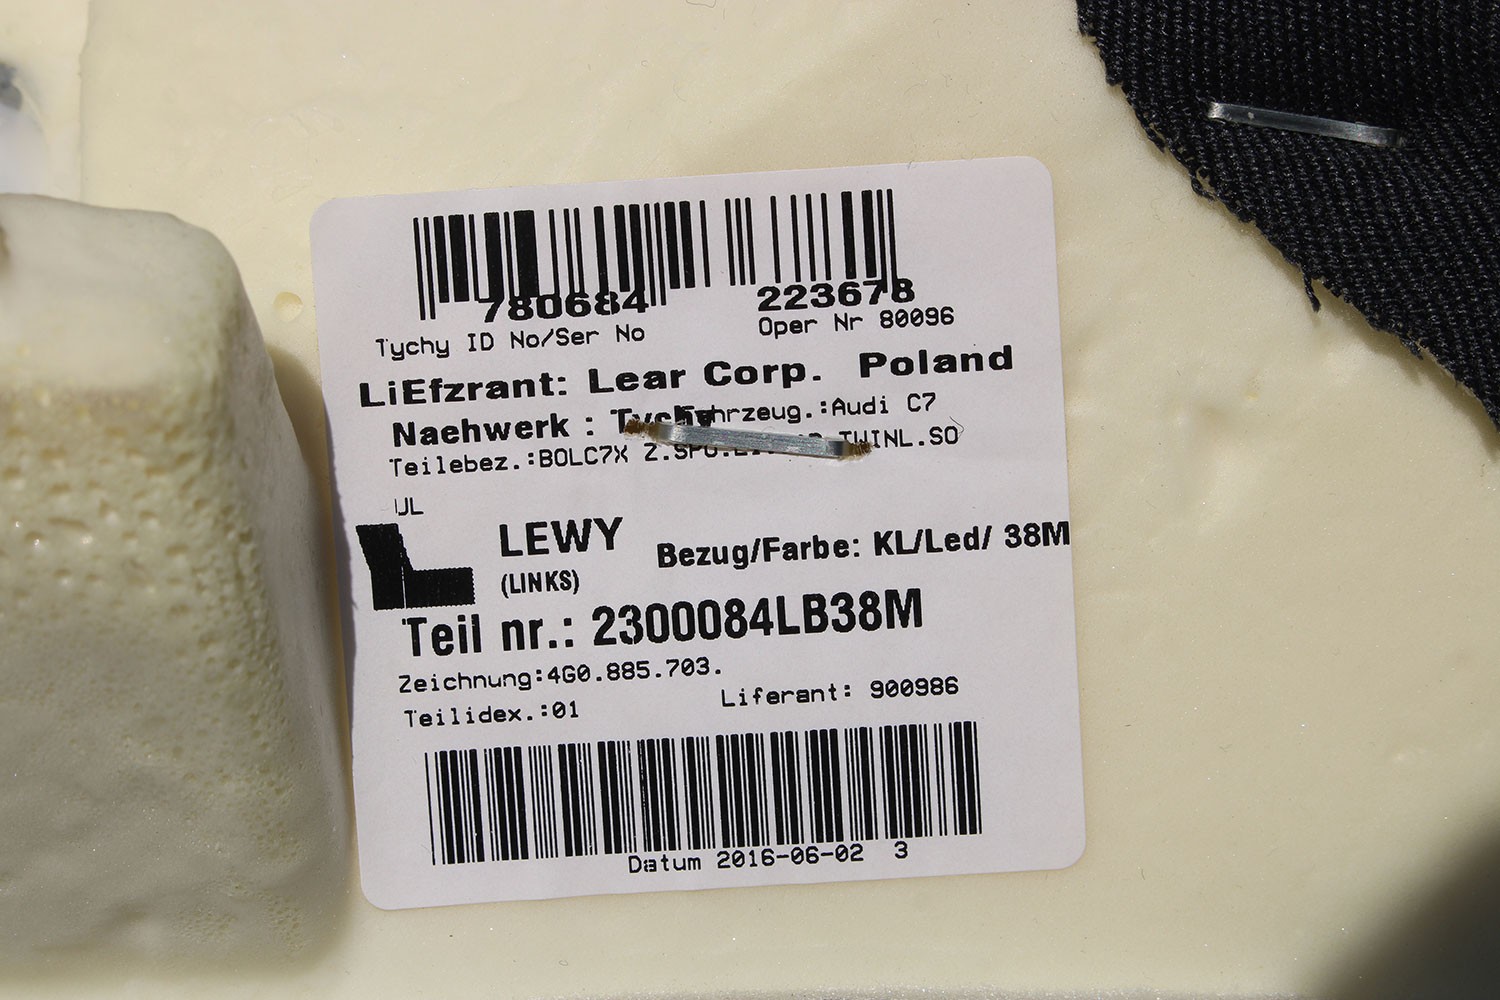 780684 223678
Tychy ID No/Ser No Oper Nr 80096
LiEfzrant: Lear Corp. Poland
Naehwerk : Tychy Fahrzeug.:Audi C7
Teilebez.:BOLC7X TWINL.SO
UL
LEWY
(LINKS)
Bezug/Farbe: KL/Led/ 38M
Teil nr.: 2300084LB38M
Zeichnung:4G0.885.703.
Teilidex.:01 Liferant: 900986
Datum 2016-06-02 3